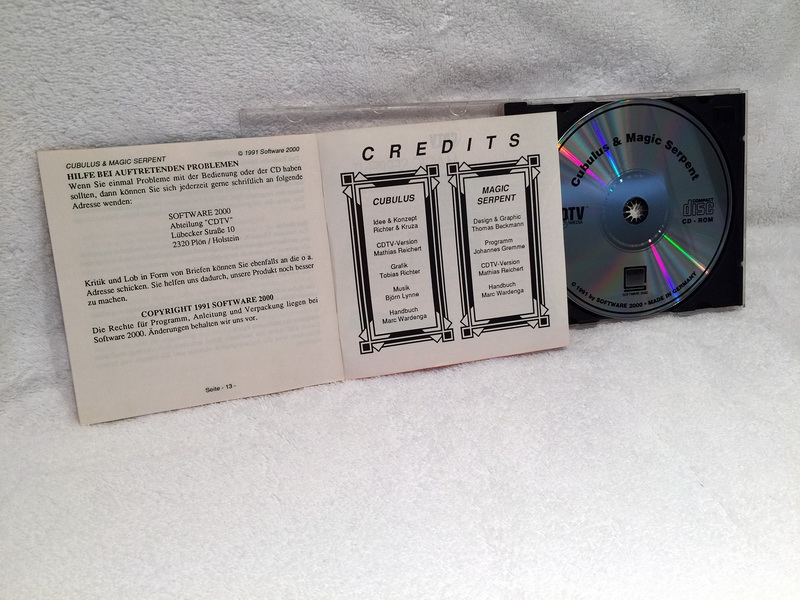 CUBULUS & MAGIC SERPENT
© 1991 Software 2000
HILFE BEI AUFTRETENDEN PROBLEMEN
Wenn Sie einmal Probleme mit der Bedienung oder der CD haben
sollten, dann können Sie sich jederzeit gerne schriftlich an folgende
Adresse wenden:
SOFTWARE 2000
Abteilung "CDTV"
Lübecker Straße 10
2320 Plön / Holstein
Kritik und Lob in Form von Briefen können Sie ebenfalls an die o a.
Adresse schicken. Sie helfen uns dadurch, unsere Produkt noch besser
zu machen.
COPYRIGHT 1991 SOFTWARE 2000
Die Rechte für Programm, Anleitung und Verpackung liegen bei
Software 2000. Änderungen behalten wir uns vor.
Seite - 13 -
CREDITS
CUBULUS
Idee & Konzept
Richter & Kruza
CDTV-Version
Mathias Reichert
Grafik
Tobias Richter
Musik
Björn Lynne
Handbuch
Marc Wardenga
MAGIC
SERPENT
Design & Graphic
Thomas Beckmann
Programm
Johannes Gremme
CDTV-Version
Mathias Reichert
Handbuch
Marc Wardenga
Cubulus & Magic Serpent
DTV
COMPACT
disc
CD-ROM
© 1991 by SOFTWARE 2000 • MADE IN GERMANY